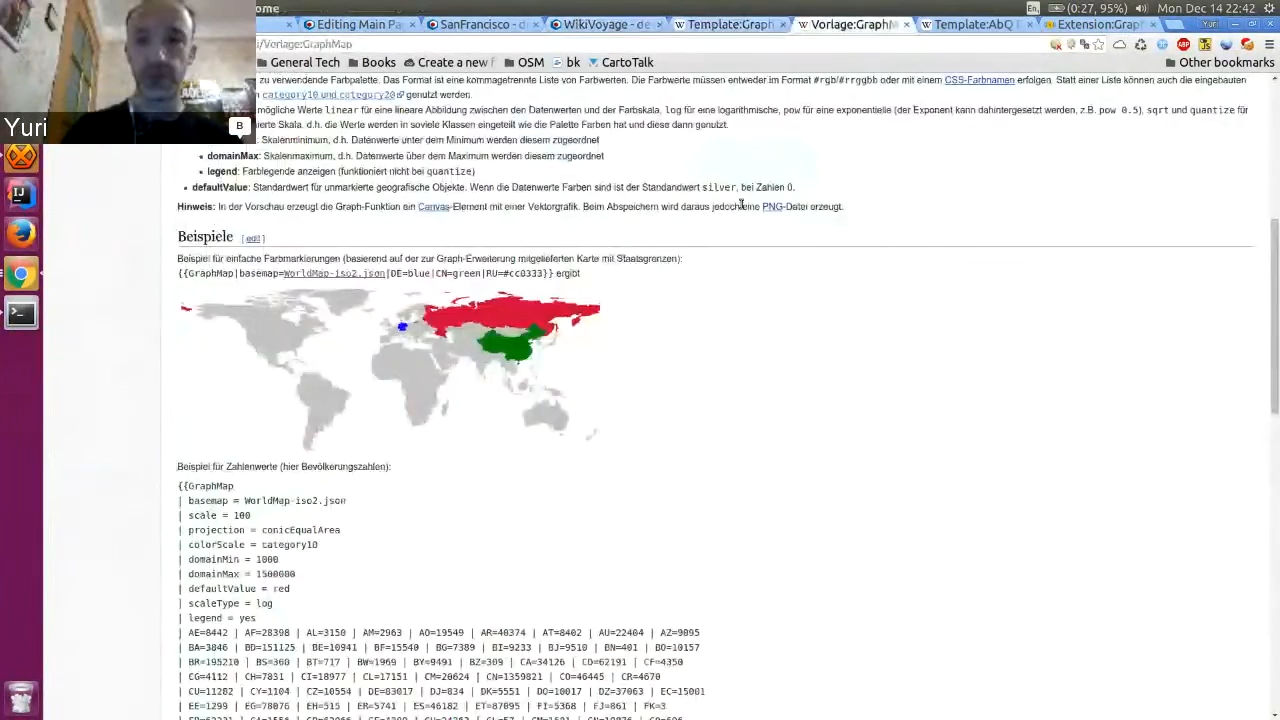 En (0:27, 95%) Mon Dec 14 22:42
Editing Main Pa SanFrancisco - d WikiVoyage - de Template:Graph Vorlage:GraphM Template:AbQ Extension:Graph Yuri
/Vorlage:GraphMap
General Tech Books Create a new f OSM bk CartoTalk Other bookmarks
zu verwendende Farbpalette. Das Format ist eine kommagetrennte Liste von Farbwerten. Die Farbwerte müssen entweder im Format #rgb/#rrggbb oder mit einem CSS-Farbnamen erfolgen. Statt einer Liste können auch die eingebauten
category10 und category20 genutzt werden.
mögliche Werte linear für eine lineare Abbildung zwischen den Datenwerten und der Farbskala, log für eine logarithmische, pow für eine exponentielle (der Exponent kann dahintergesetzt werden, z.B. pow 0.5), sqrt und quantize für
ierte Skala, d.h. die Werte werden in soviele Klassen eingeteilt wie die Palette Farben hat und diese dann genutzt.
Yuri
B
Skalenminimum, d.h. Datenwerte unter dem Minimum werden diesem zugeordnet
domainMax: Skalenmaximum, d.h. Datenwerte über dem Maximum werden diesem zugeordnet
legend: Farblegende anzeigen (funktioniert nicht bei quantize)
defaultValue: Standardwert für unmarkierte geografische Objekte. Wenn die Datenwerte Farben sind ist der Standardwert silver, bei Zahlen 0.
Hinweis: In der Vorschau erzeugt die Graph-Funktion ein Canvas-Element mit einer Vektorgrafik. Beim Abspeichern wird daraus jedoch eine PNG-Datei erzeugt.
Beispiele [ edit ]
Beispiel für einfache Farbmarkierungen (basierend auf der zur Graph-Erweiterung mitgelieferten Karte mit Staatsgrenzen):
{{GraphMap|basemap=WorldMap-iso2.json|DE=blue|CN=green|RU=#cc0333}} ergibt
Beispiel für Zahlenwerte (hier Bevölkerungszahlen):
{{GraphMap
| basemap = WorldMap-iso2.json
| scale = 100
| projection = conicEqualArea
| colorScale = category10
| domainMin = 1000
| domainMax = 1500000
| defaultValue = red
| scaleType = log
| legend = yes
| AE=8442 | AF=28398 | AL=3150 | AM=2963 | AO=19549 | AR=40374 | AT=8402 | AU=22404 | AZ=9095
| BA=3846 | BD=151125 | BE=10941 | BF=15540 | BG=7389 | BI=9233 | BJ=9510 | BN=401 | BO=10157
| BR=195210 | BS=360 | BT=717 | BW=1969 | BY=9491 | BZ=309 | CA=34126 | CD=62191 | CF=4350
| CG=4112 | CH=7831 | CI=18977 | CL=17151 | CM=20624 | CN=1359821 | CO=46445 | CR=4670
| CU=11282 | CY=1104 | CZ=10554 | DE=83017 | DJ=834 | DK=5551 | DO=10017 | DZ=37063 | EC=15001
| EE=1299 | EG=78076 | EH=515 | ER=5741 | ES=46182 | ET=87095 | FI=5368 | FJ=861 | FK=3